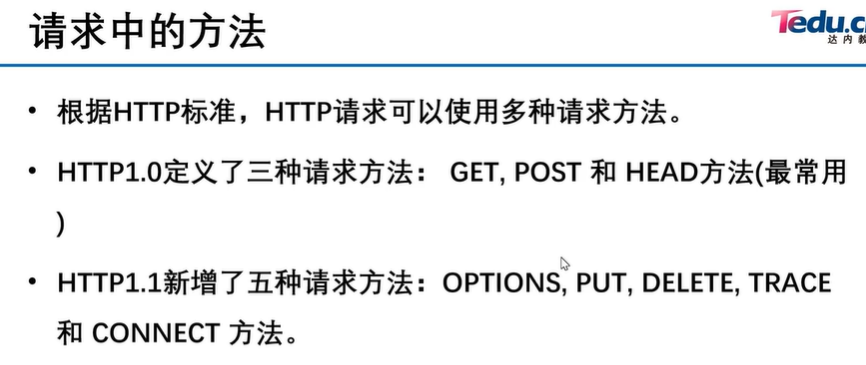 请求中的方法
Tedu.c
达内教
• 根据HTTP标准，HTTP请求可以使用多种请求方法。
• HTTP1.0定义了三种请求方法： GET, POST 和 HEAD方法(最常用
)
• HTTP1.1新增了五种请求方法：OPTIONS, PUT, DELETE, TRACE
和 CONNECT 方法。